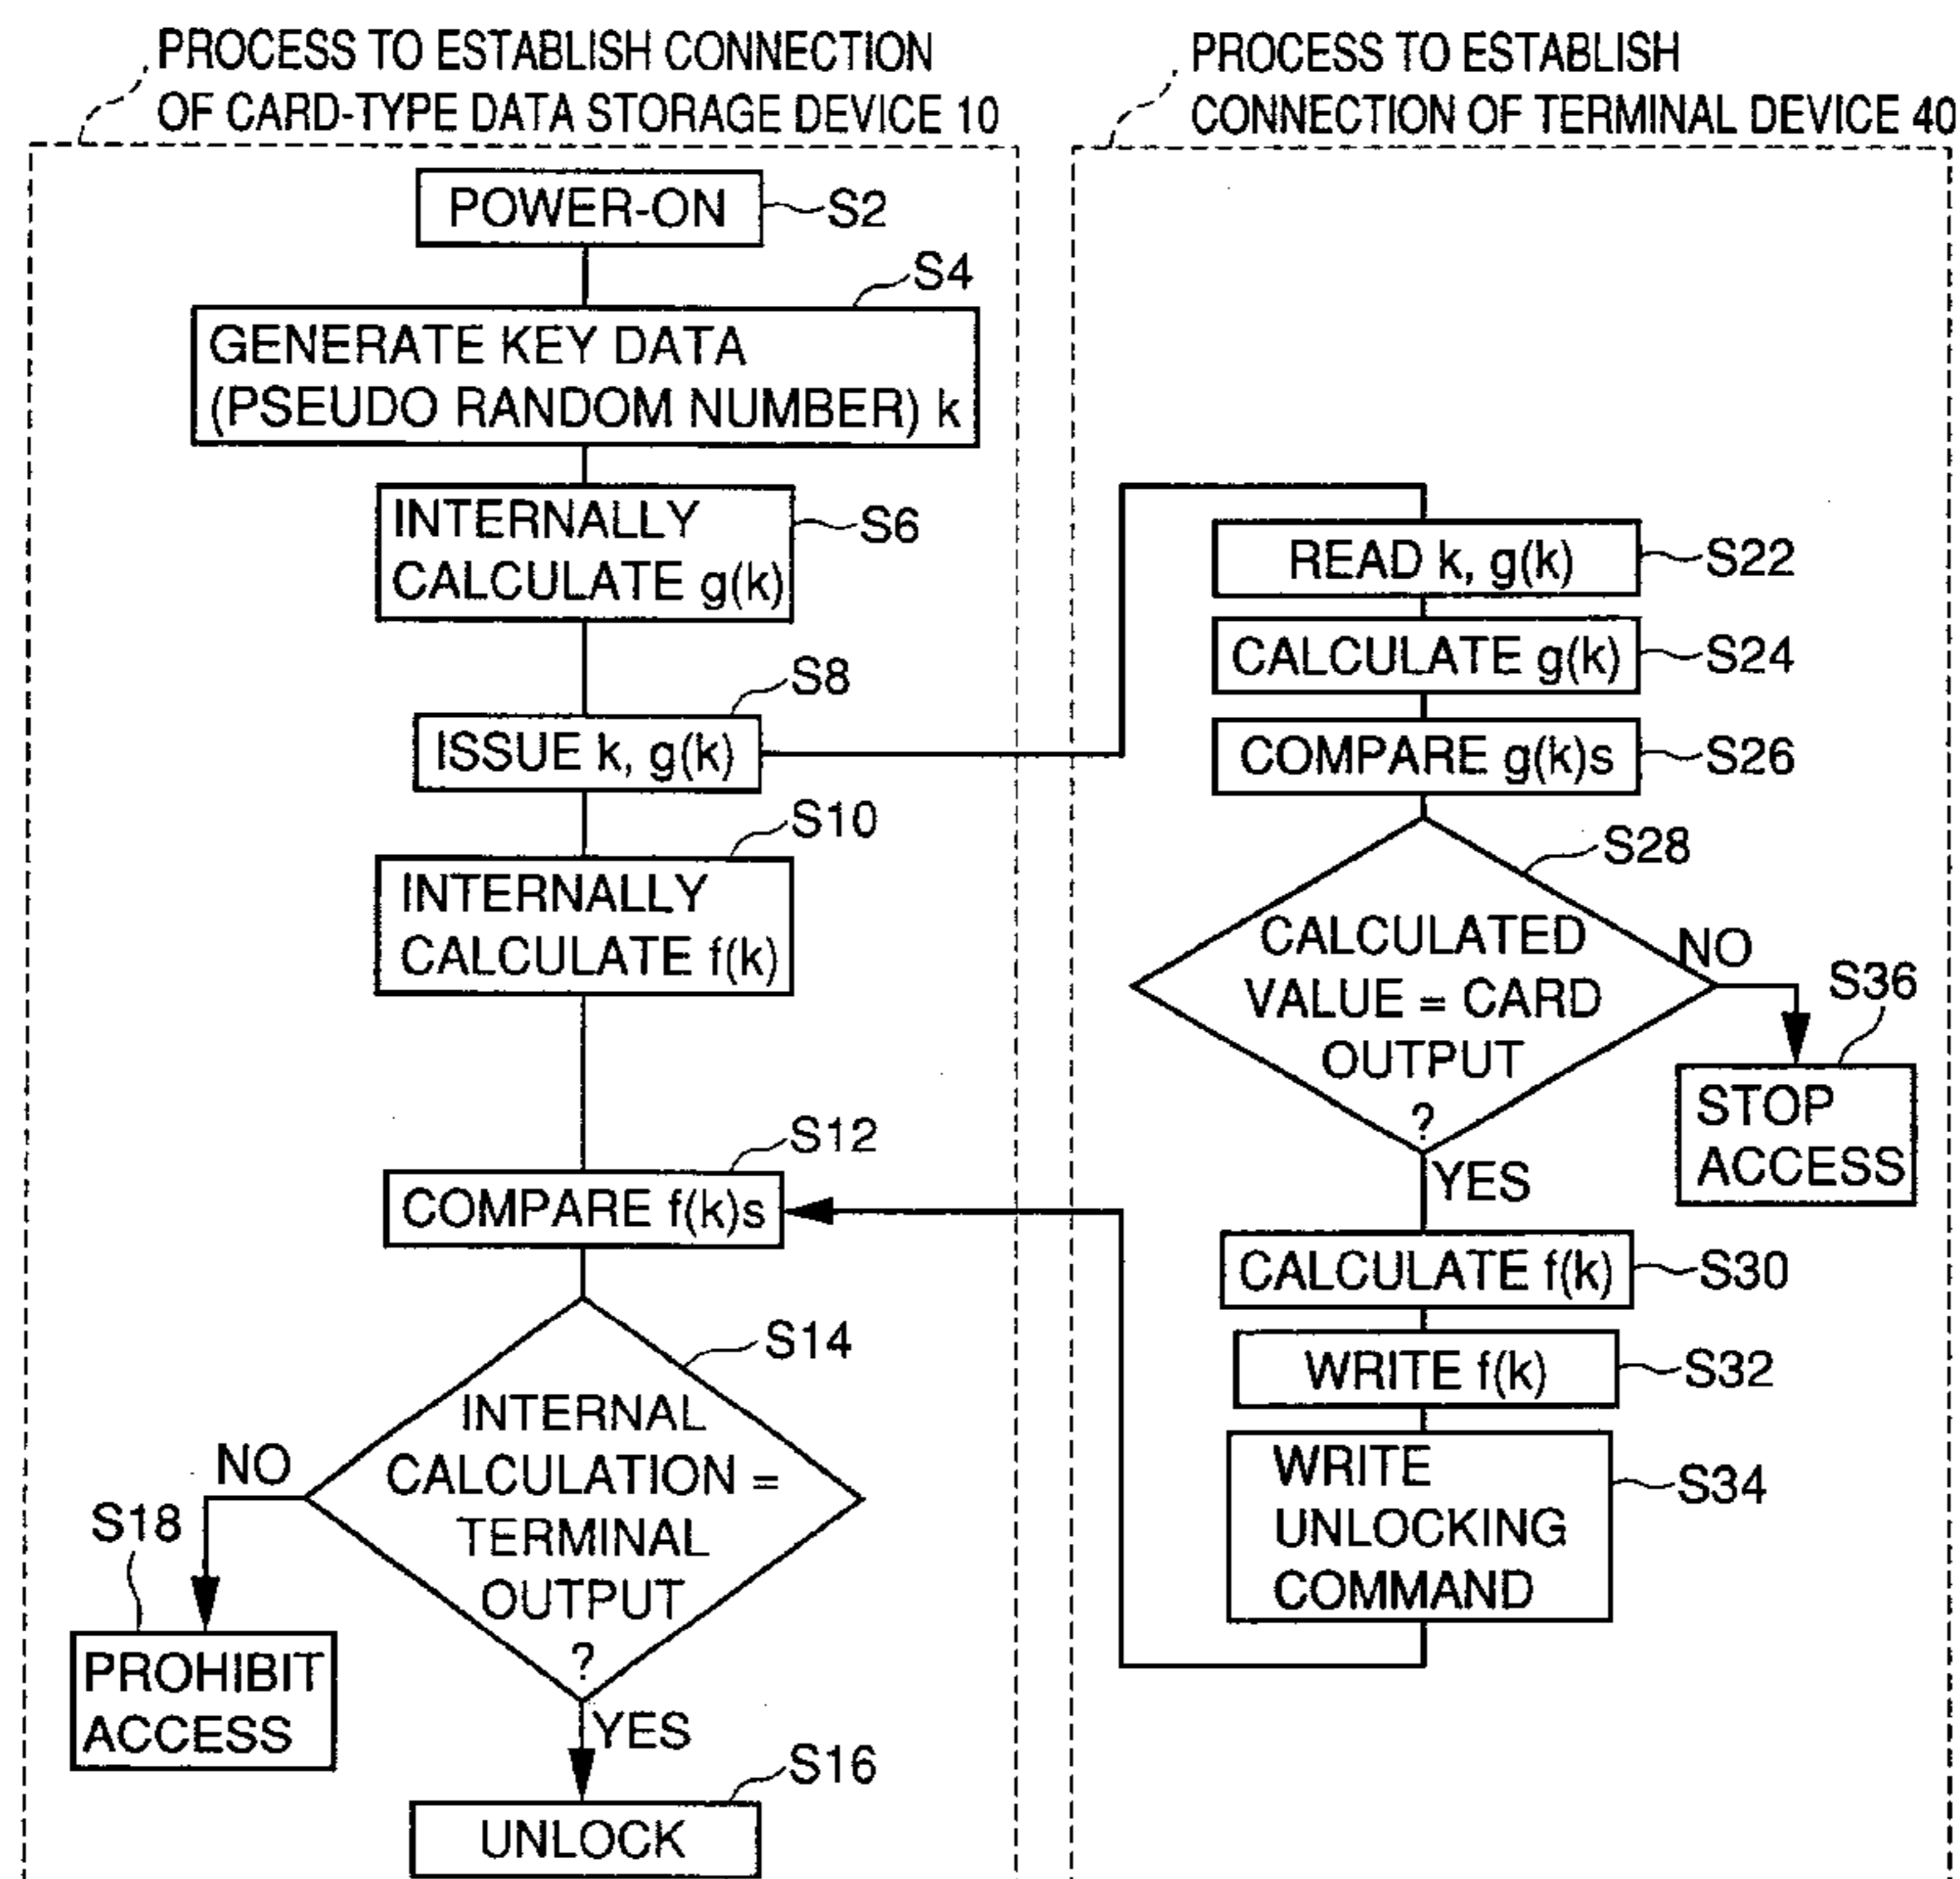 PROCESS TO ESTABLISH CONNECTION
OF CARD-TYPE DATA STORAGE DEVICE 10
POWER-ON
S2
S4
GENERATE KEY DATA
(PSEUDO RANDOM NUMBER) k
INTERNALLY
CALCULATE g(k)
S6
S8
ISSUE k, g(k)
S10
INTERNALLY
CALCULATE f(k)
S12
COMPARE f(k)s
S14
INTERNAL
CALCULATION =
TERMINAL
OUTPUT
?
NO
S18
PROHIBIT
ACCESS
YES
S16
UNLOCK
PROCESS TO ESTABLISH
CONNECTION OF TERMINAL DEVICE 40
READ k, g(k)
S22
CALCULATE g(k)
S24
COMPARE g(k)s
S26
S28
CALCULATED
VALUE = CARD
OUTPUT
?
NO
S36
STOP
ACCESS
YES
CALCULATE f(k)
S30
WRITE f(k)
S32
WRITE
UNLOCKING
COMMAND
S34